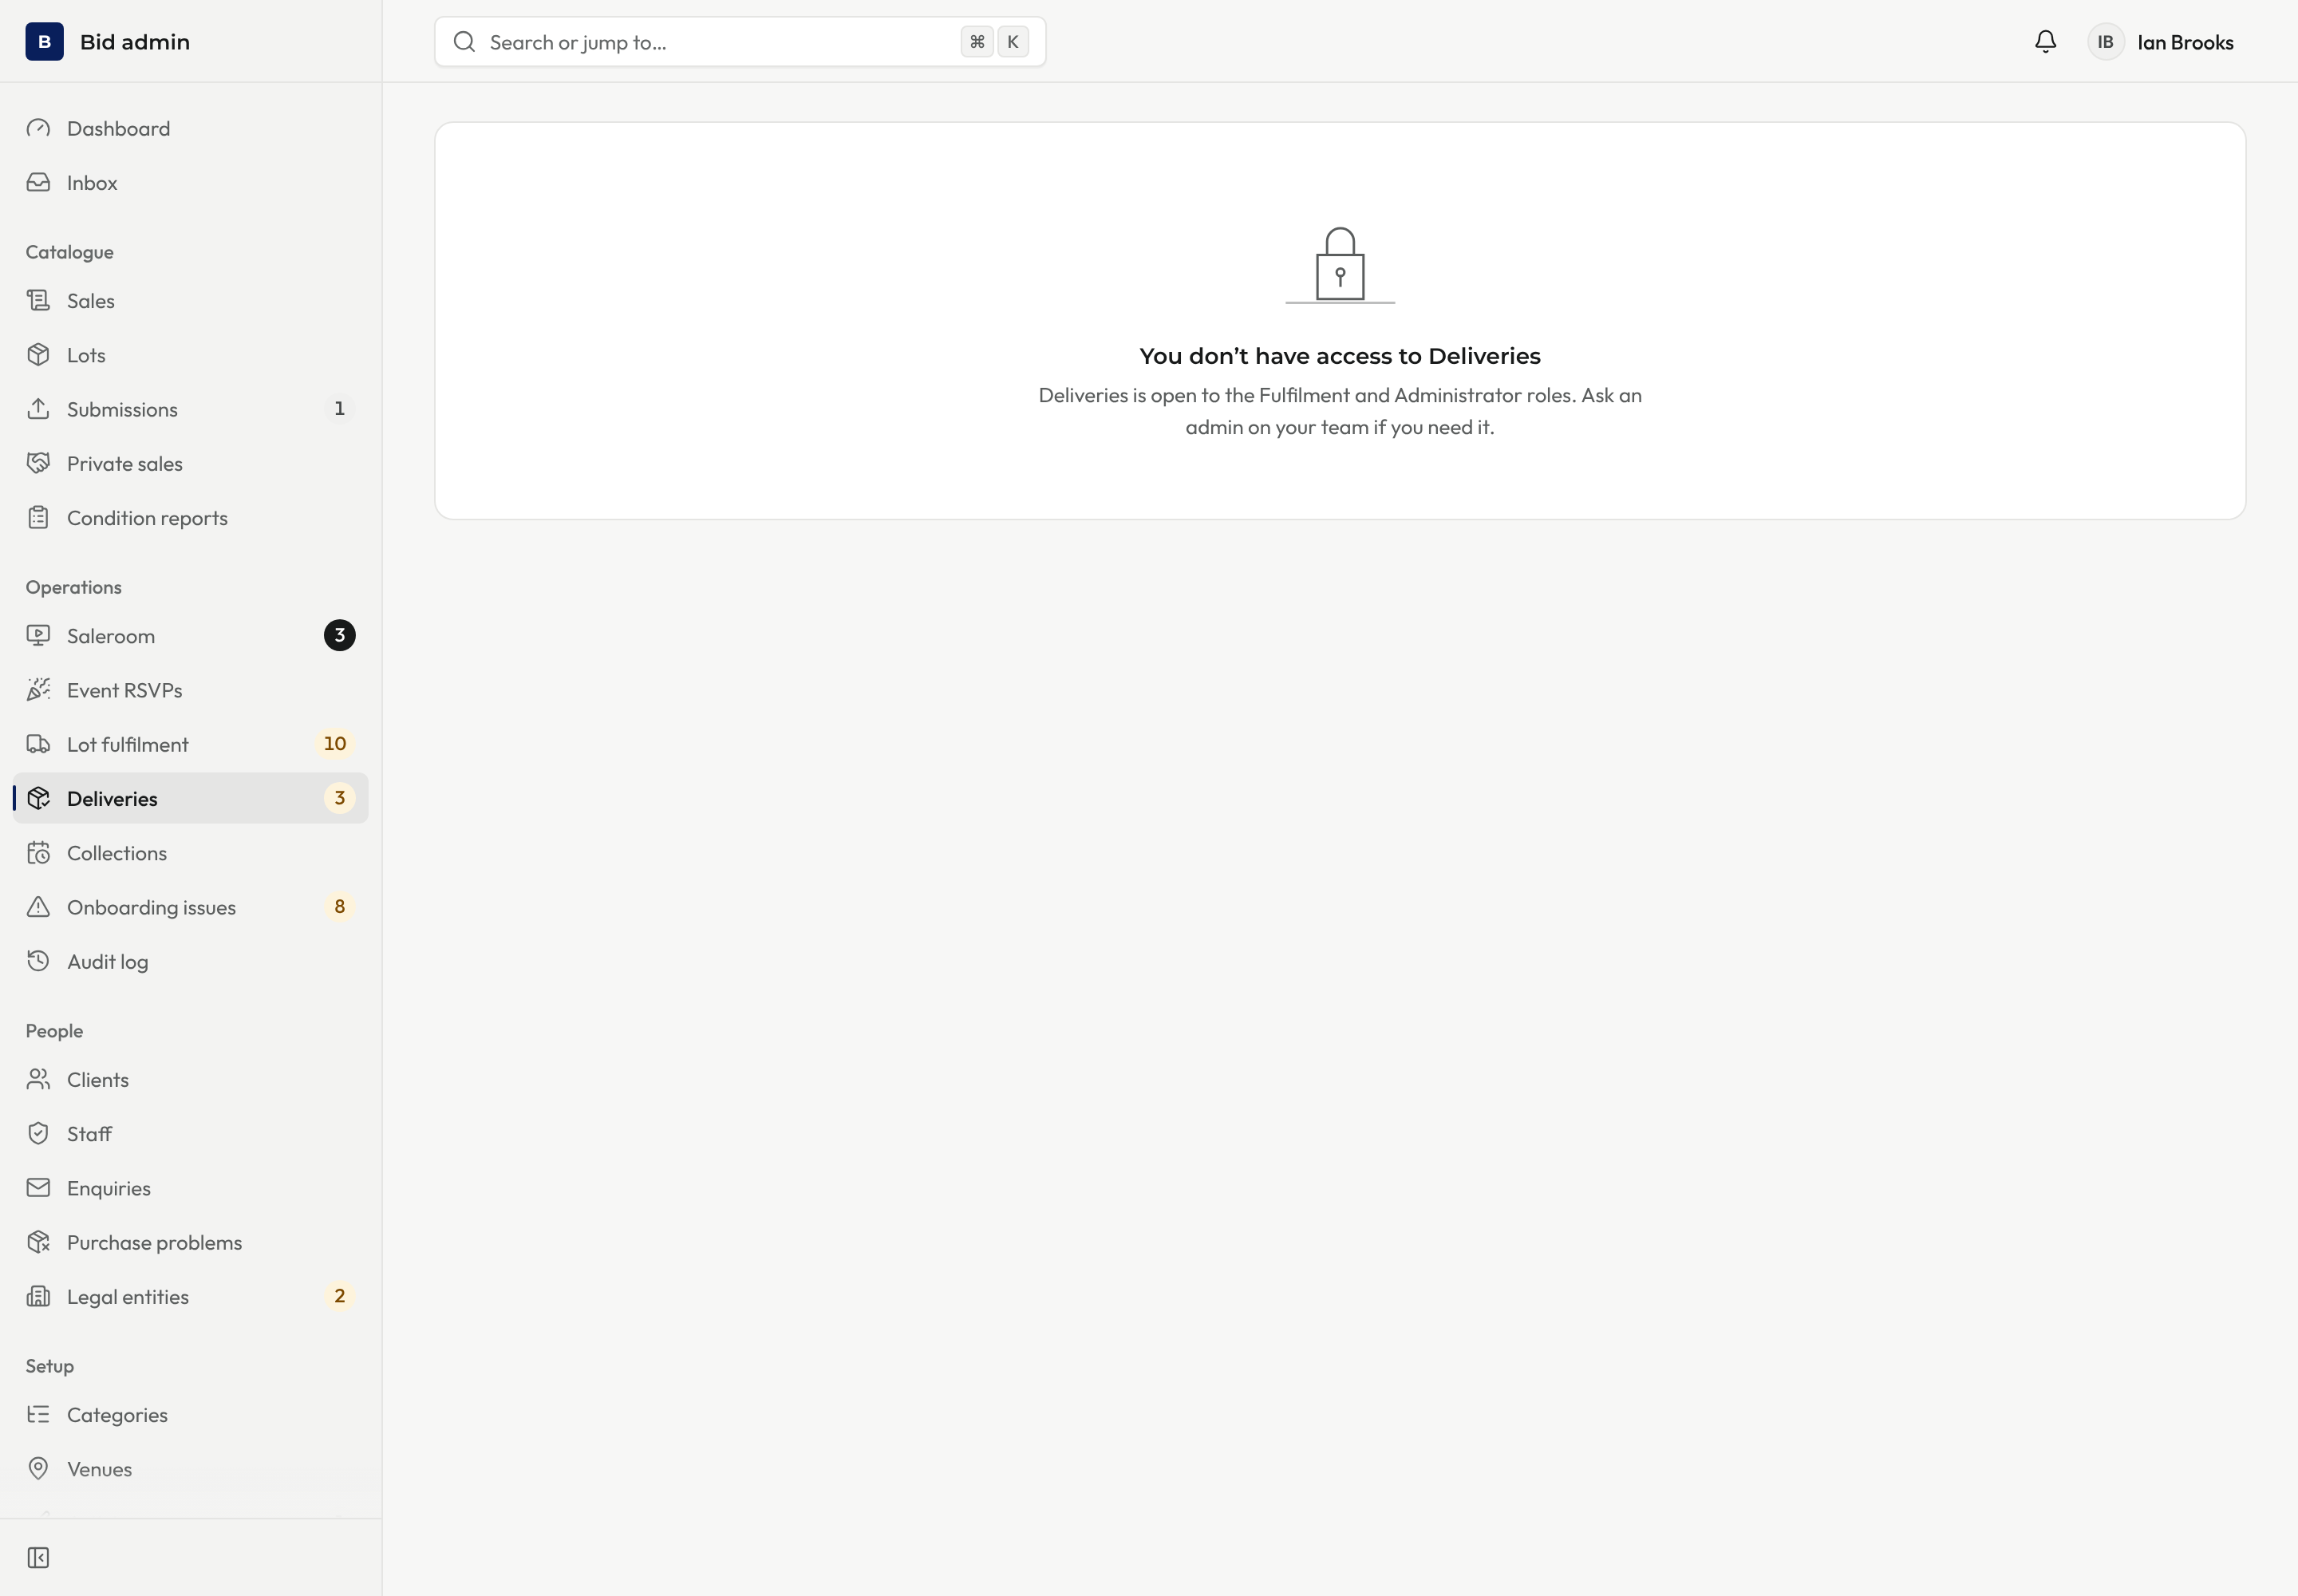 B
Bid admin
Search or jump to...
⌘ K
IB
Ian Brooks
Dashboard
Inbox
Catalogue
Sales
Lots
Submissions 1
Private sales
Condition reports
Operations
Saleroom 3
Event RSVPs
Lot fulfilment 10
Deliveries 3
Collections
Onboarding issues 8
Audit log
People
Clients
Staff
Enquiries
Purchase problems
Legal entities 2
Setup
Categories
Venues
You don’t have access to Deliveries
Deliveries is open to the Fulfilment and Administrator roles. Ask an
admin on your team if you need it.